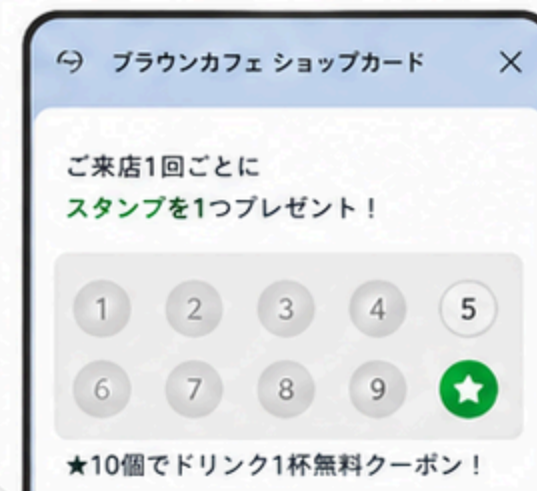 ブラウンカフェ ショップカード
ご来店1回ごとに
スタンプを1つプレゼント！
1 2 3 4 5
6 7 8 9 ★
★10個でドリンク1杯無料クーポン！